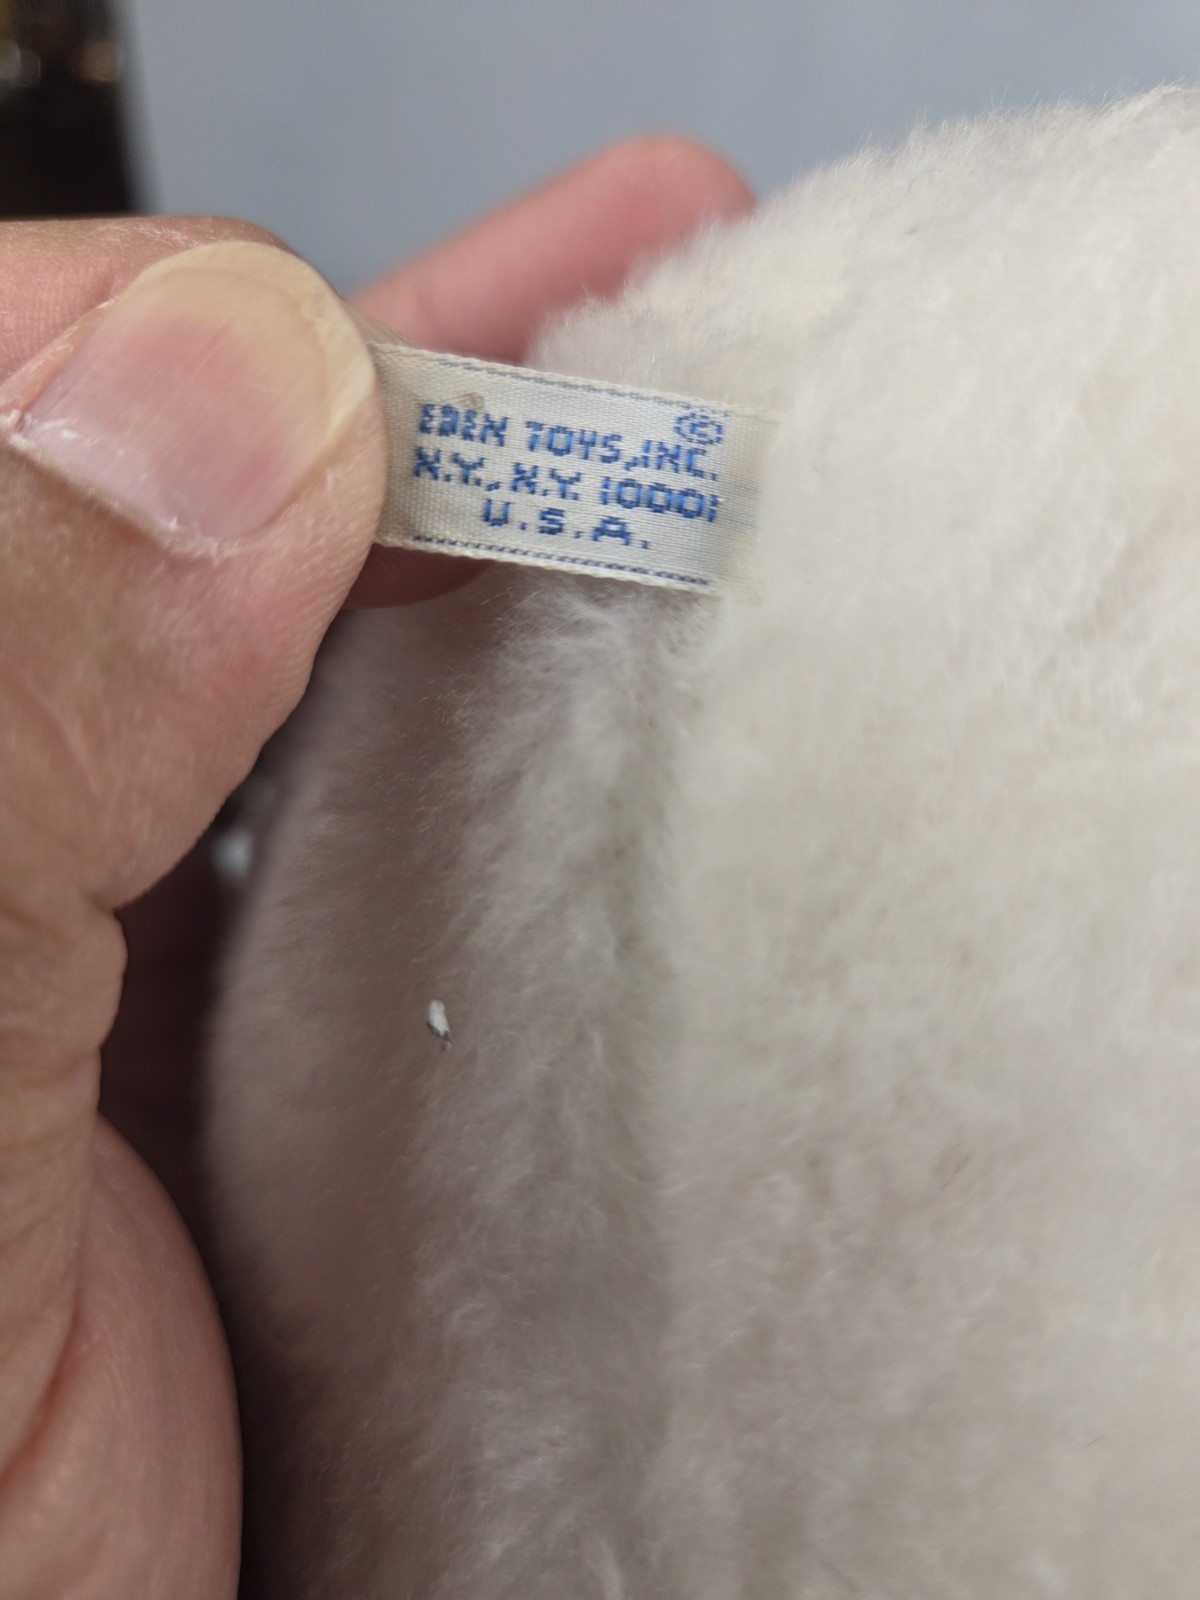 ©
EDEN TOYS, INC.
N.Y., N.Y. 10001
U.S.A.